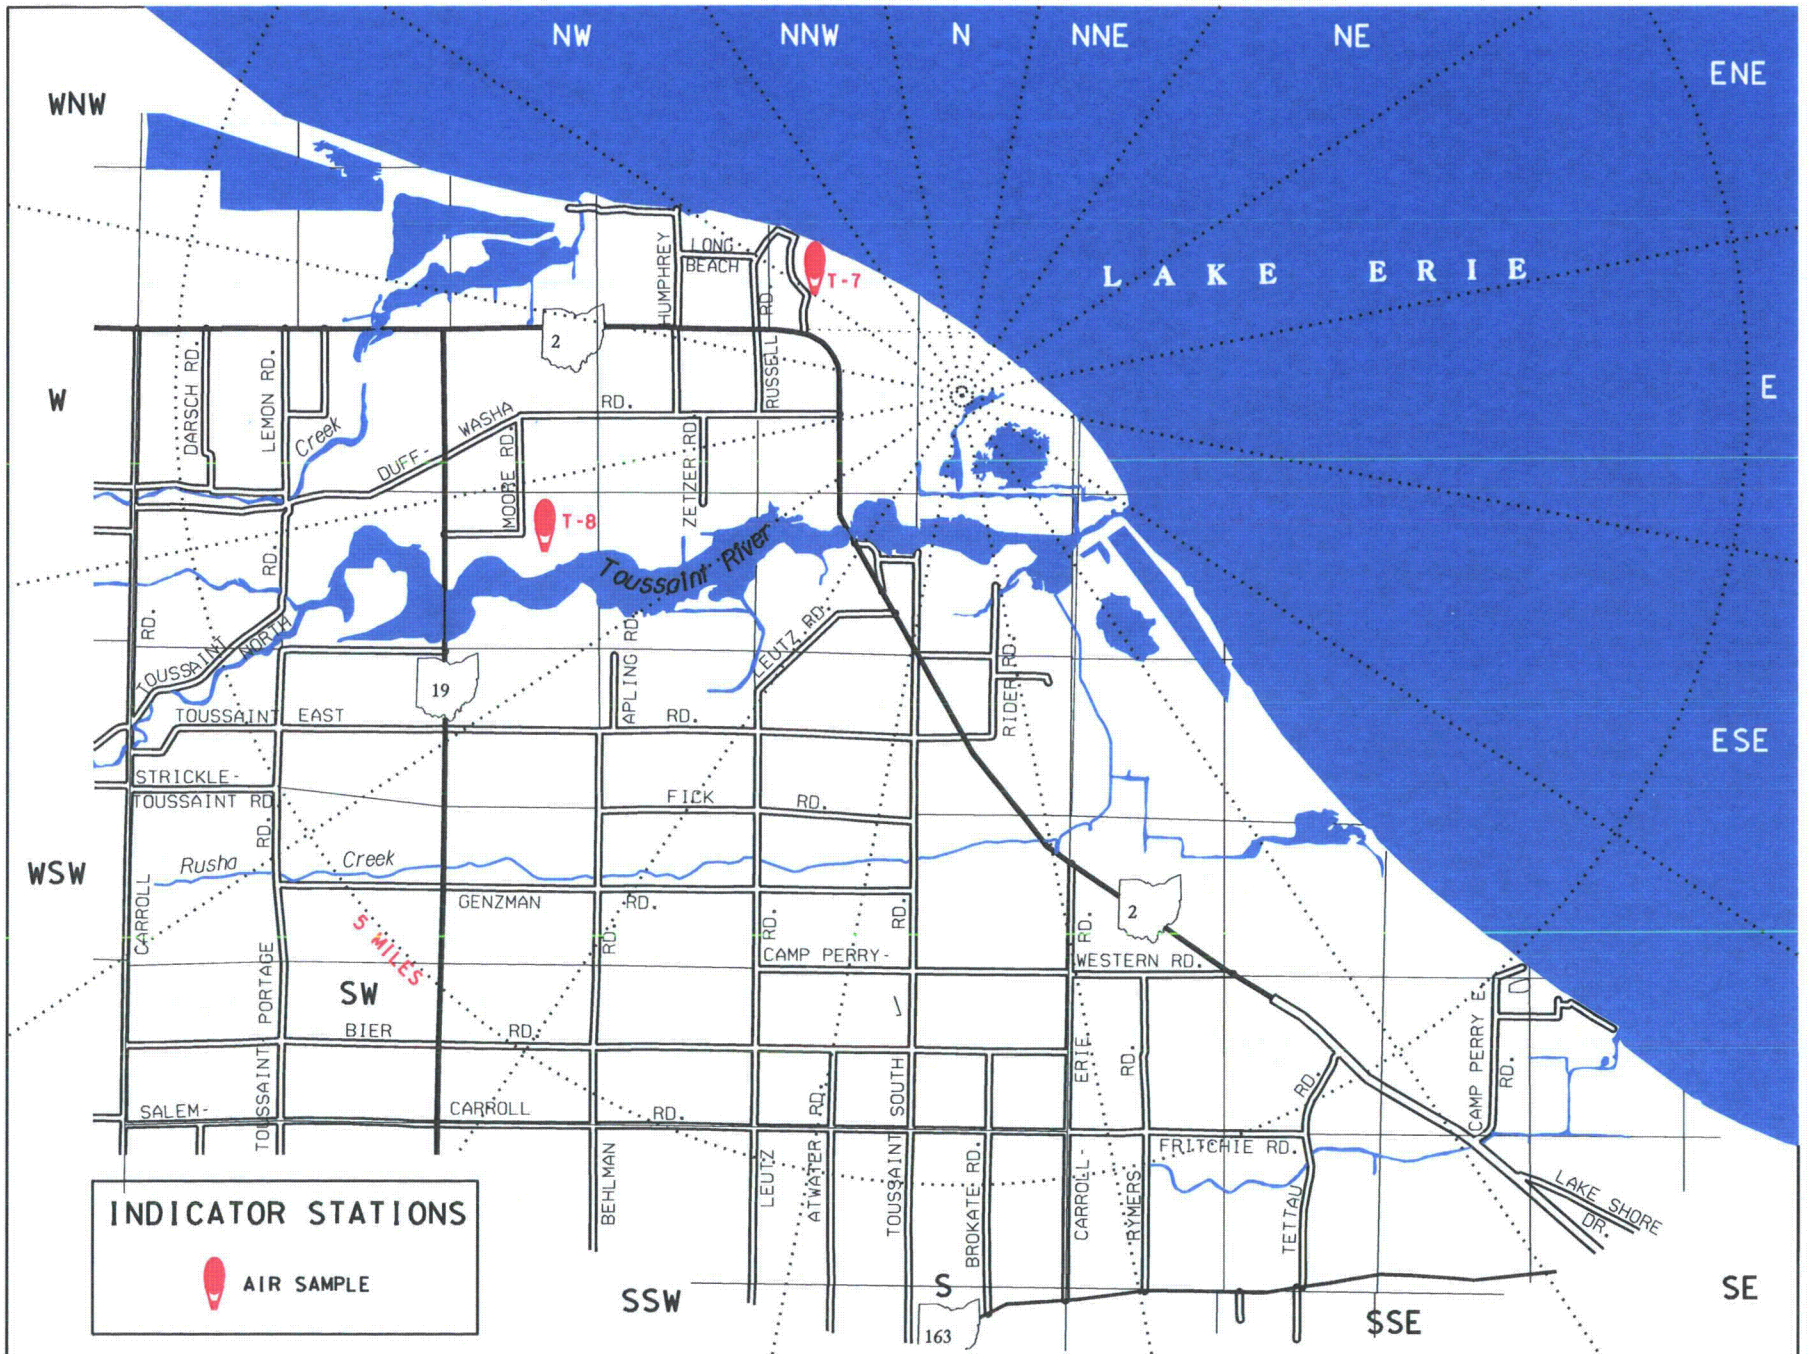 NW
NNW
N
NNE
NE
ENE
WNW
LAKE ERIE
HUMPHREY
LONG
BEACH
RD.
T-7
2
W
DARSCH RD.
LEMON RD.
RUSSELL
E
Creek
WASHA
RD.
DUFF-
MOORE RD.
ZETZER RD.
T-8
Toussaint River
RD.
RD.
TOUSSAINT
NORTH
APLING RD.
LEUTZ RD.
RIDER RD.
19
TOUSSAINT EAST
RD.
ESE
STRICKLE-
TOUSSAINT RD.
FICK
RD.
RD.
WSW
Rusha
Creek
CARROLL
GENZMAN
RD.
5 MILES
RD.
RD.
RD.
RD.
2
CAMP PERRY-
WESTERN RD.
SW
TOUSSAINT- PORTAGE
BIER
RD.
CAMP PERRY E.
RD.
ERIE
RD.
RD.
SALEM-
CARROLL
RD.
ATWATER RD.
TOUSSAINT SOUTH
FRITCHIE RD.
BEHLMAN
LEUTZ
BROKATE RD.
CARROLL-
RYMERS
TETTAU
LAKE SHORE
DR.
INDICATOR STATIONS
AIR SAMPLE
SSW
S
163
SSE
SE